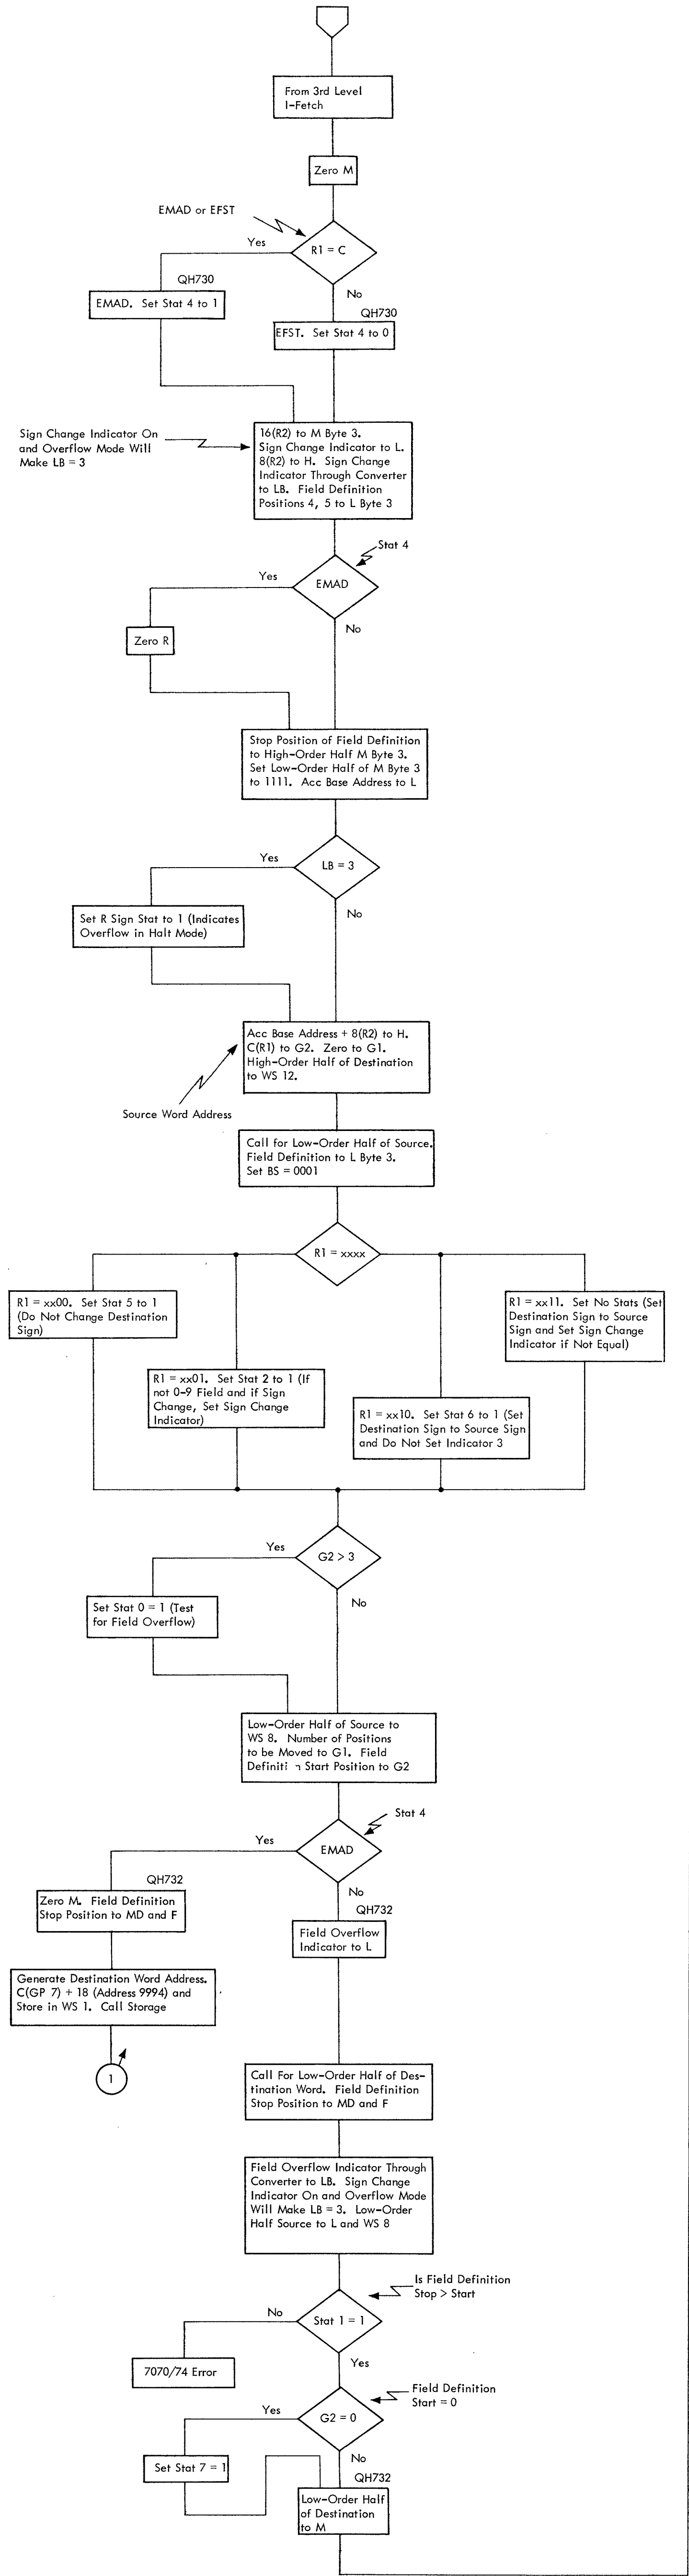 From 3rd Level
I-Fetch
Zero M
EMAD or EFST
R1 = C
Yes
No
QH730
EMAD. Set Stat 4 to 1
QH730
EFST. Set Stat 4 to 0
Sign Change Indicator On
and Overflow Mode Will
Make LB = 3
16(R2) to M Byte 3.
Sign Change Indicator to L.
8(R2) to H. Sign Change
Indicator Through Converter
to LB. Field Definition
Positions 4, 5 to L Byte 3
Stat 4
EMAD
Yes
No
Zero R
Stop Position of Field Definition
to High-Order Half M Byte 3.
Set Low-Order Half of M Byte 3
to 1111. Acc Base Address to L
LB = 3
Yes
No
Set R Sign Stat to 1 (Indicates
Overflow in Halt Mode)
Acc Base Address + 8(R2) to H.
C(R1) to G2. Zero to G1.
High-Order Half of Destination
to WS 12.
Source Word Address
Call for Low-Order Half of Source.
Field Definition to L Byte 3.
Set BS = 0001
R1 = xxxx
R1 = xx00. Set Stat 5 to 1
(Do Not Change Destination
Sign)
R1 = xx01. Set Stat 2 to 1 (If
not 0-9 Field and if Sign
Change, Set Sign Change
Indicator)
R1 = xx10. Set Stat 6 to 1 (Set
Destination Sign to Source Sign
and Do Not Set Indicator 3
R1 = xx11. Set No Stats (Set
Destination Sign to Source
Sign and Set Sign Change
Indicator if Not Equal)
G2 > 3
Yes
No
Set Stat 0 = 1 (Test
for Field Overflow)
Low-Order Half of Source to
WS 8. Number of Positions
to be Moved to G1. Field
Start Position to G2
Stat 4
EMAD
Yes
No
QH732
Zero M. Field Definition
Stop Position to MD and F
QH732
Field Overflow
Indicator to L
Generate Destination Word Address.
C(GP 7) + 18 (Address 9994) and
Store in WS 1. Call Storage
1
Call For Low-Order Half of Des-
tination Word. Field Definition
Stop Position to MD and F
Field Overflow Indicator Through
Converter to LB. Sign Change
Indicator On and Overflow Mode
Will Make LB = 3. Low-Order
Half Source to L and WS 8
Is Field Definition
Stop > Start
Stat 1 = 1
No
Yes
7070/74 Error
Field Definition
Start = 0
G2 = 0
Yes
No
Set Stat 7 = 1
QH732
Low-Order Half
of Destination
to M